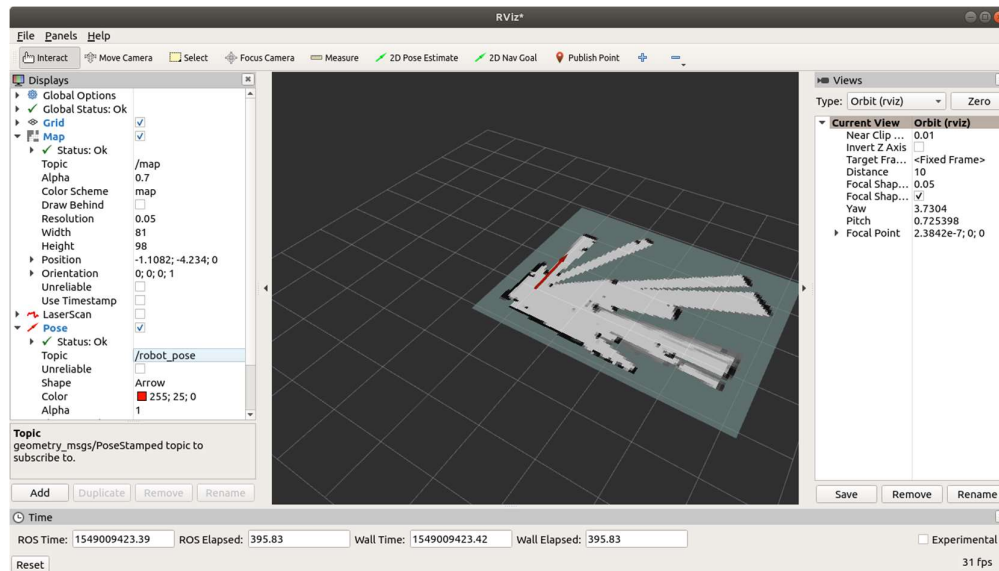 RViz*
File Panels Help
Interact Move Camera Select Focus Camera Measure 2D Pose Estimate 2D Nav Goal Publish Point
Displays
Global Options
Global Status: Ok
Grid
Map
Status: Ok
Topic /map
Alpha 0.7
Color Scheme map
Draw Behind
Resolution 0.05
Width 81
Height 98
Position -1.1082; -4.234; 0
Orientation 0; 0; 0; 1
Unreliable
Use Timestamp
LaserScan
Pose
Status: Ok
Topic /robot_pose
Unreliable
Shape Arrow
Color 255; 25; 0
Alpha 1
Topic
geometry_msgs/PoseStamped topic to
subscribe to.
Add Duplicate Remove Rename
Views
Type: Orbit (rviz) Zero
Current View Orbit (rviz)
Near Clip ... 0.01
Invert Z Axis
Target Fra... <Fixed Frame>
Distance 10
Focal Shap... 0.05
Focal Shap...
Yaw 3.7304
Pitch 0.725398
Focal Point 2.3842e-7; 0; 0
Save Remove Rename
Time
ROS Time: 1549009423.39 ROS Elapsed: 395.83 Wall Time: 1549009423.42 Wall Elapsed: 395.83 Experimental
Reset 31 fps